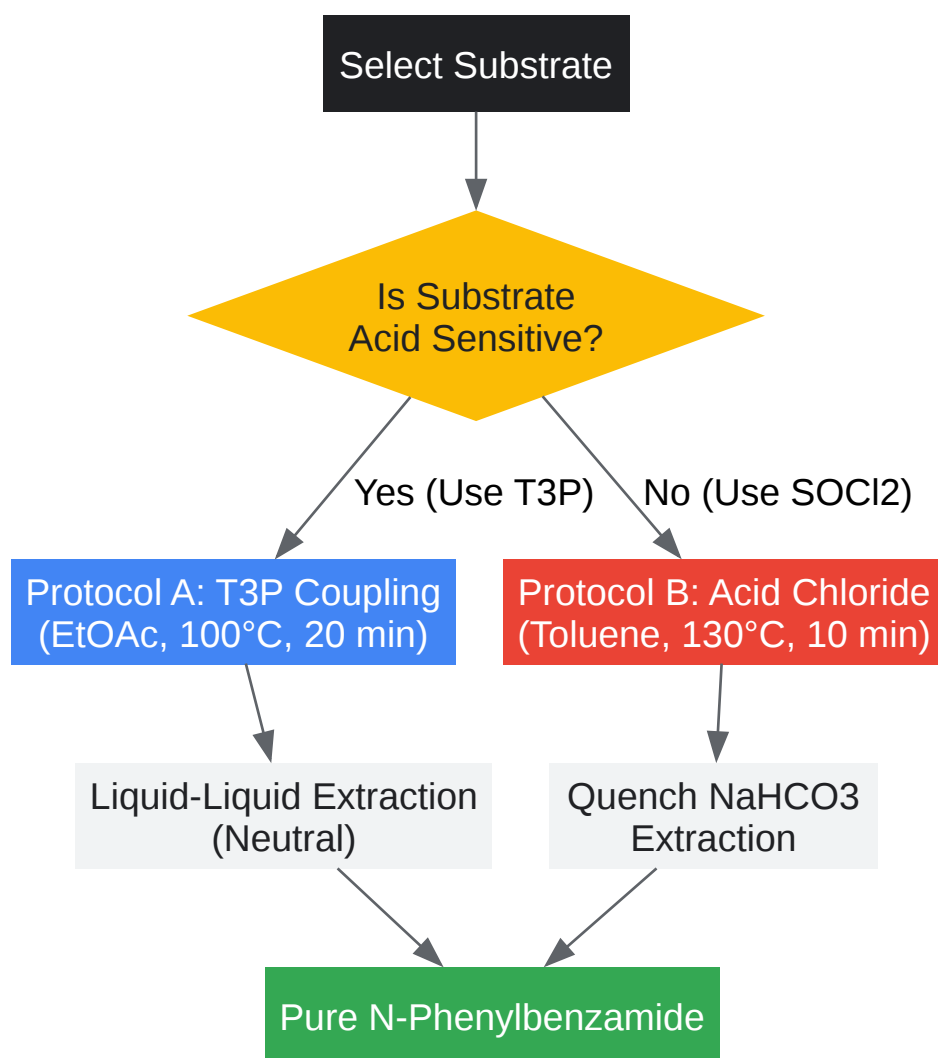 Select Substrate
Is Substrate
Acid Sensitive?
Yes (Use T3P)
No (Use SOCl2)
Protocol A: T3P Coupling
(EtOAc, 100°C, 20 min)
Protocol B: Acid Chloride
(Toluene, 130°C, 10 min)
Liquid-Liquid Extraction
(Neutral)
Quench NaHCO3
Extraction
Pure N-Phenylbenzamide